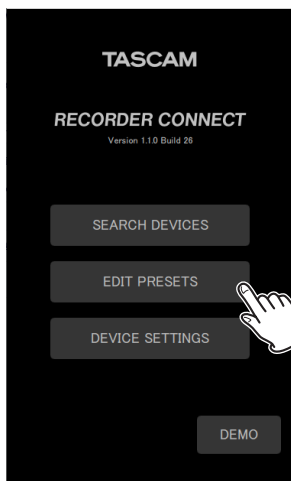 TASCAM
RECORDER CONNECT
Version 1.1.0 Build 26
SEARCH DEVICES
EDIT PRESETS
DEVICE SETTINGS
DEMO